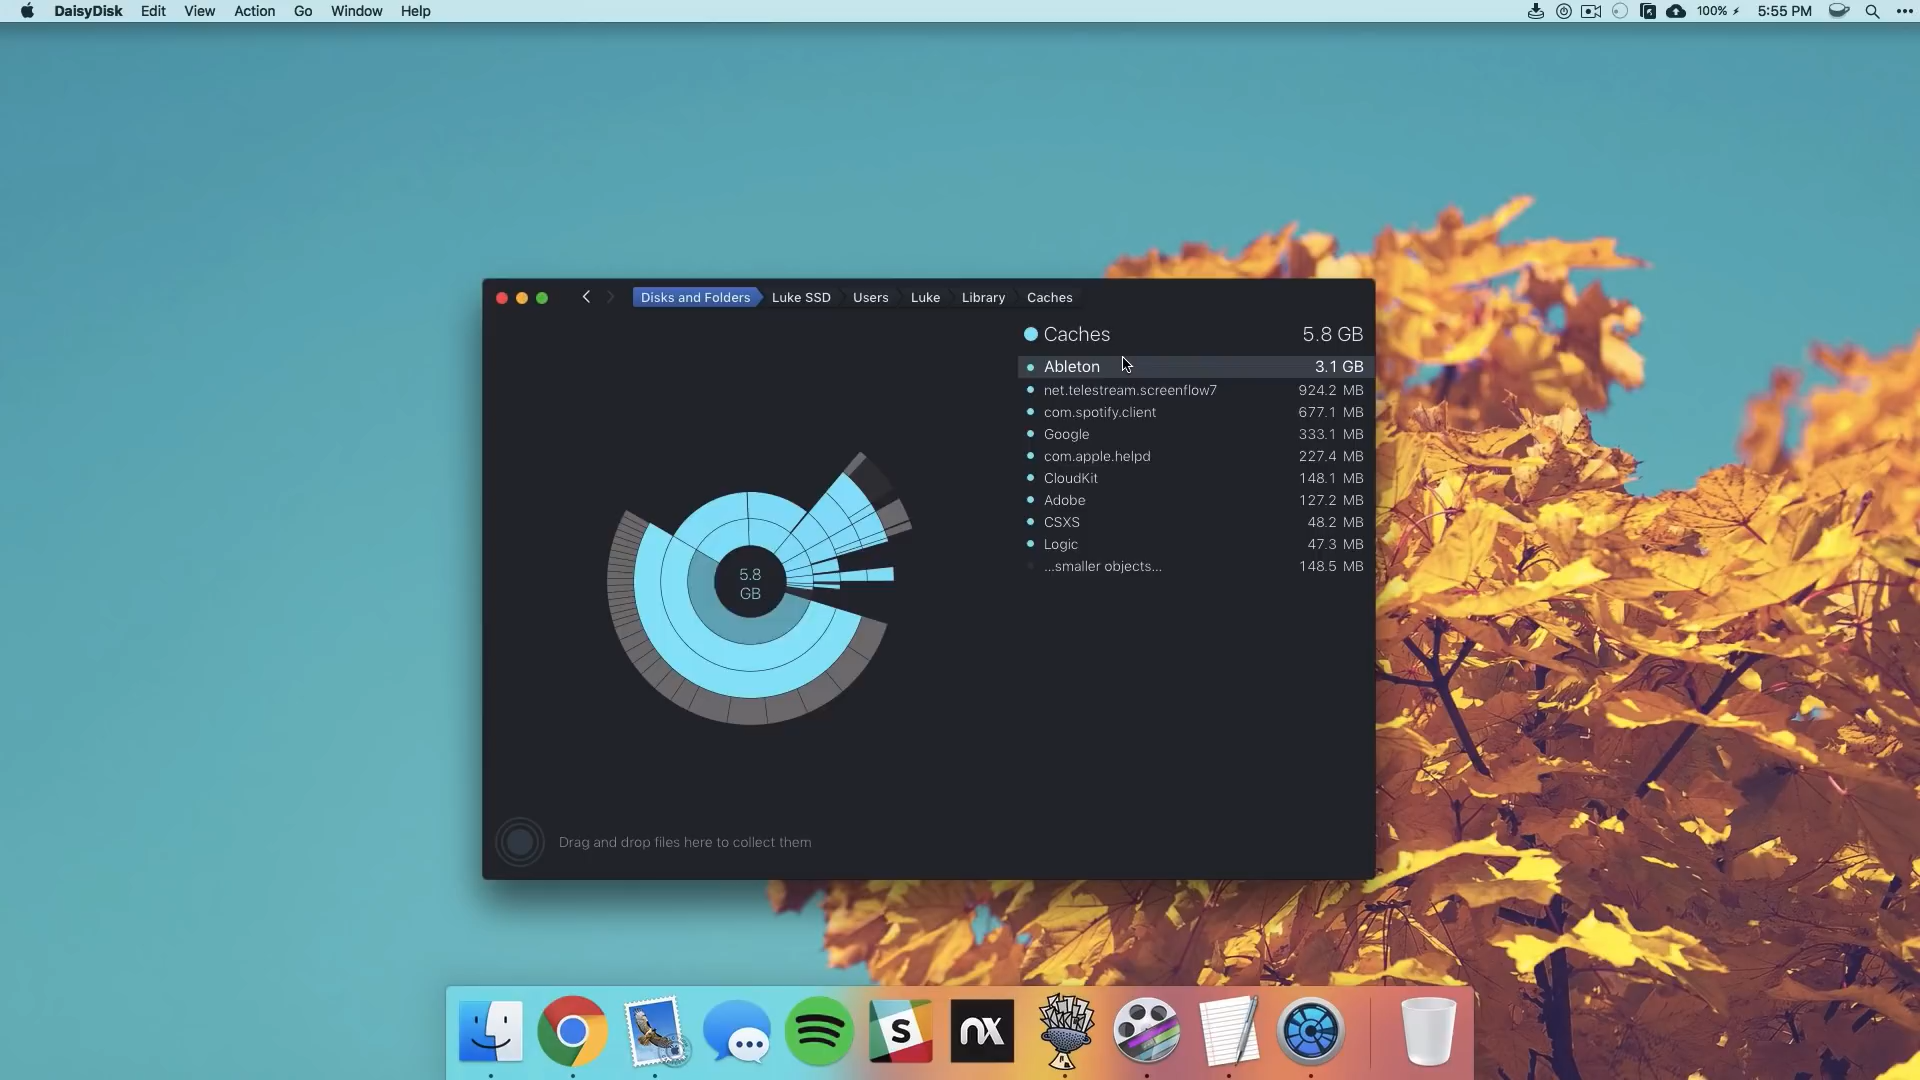 DaisyDisk Edit View Action Go Window Help 100% 5:55 PM
Disks and Folders Luke SSD Users Luke Library Caches
Caches 5.8 GB
Ableton 3.1 GB
net.telestream.screenflow7 924.2 MB
com.spotify.client 677.1 MB
Google 333.1 MB
com.apple.helpd 227.4 MB
CloudKit 148.1 MB
Adobe 127.2 MB
CSXS 48.2 MB
Logic 47.3 MB
...smaller objects... 148.5 MB
5.8
GB
Drag and drop files here to collect them
S nx